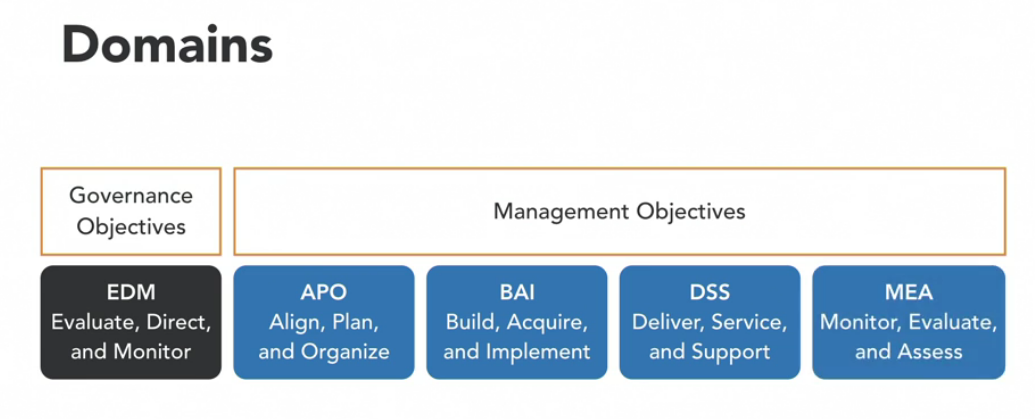 Domains
Governance
Objectives
Management Objectives
EDM
Evaluate, Direct,
and Monitor
APO
Align, Plan,
and Organize
BAI
Build, Acquire,
and Implement
DSS
Deliver, Service,
and Support
MEA
Monitor, Evaluate,
and Assess